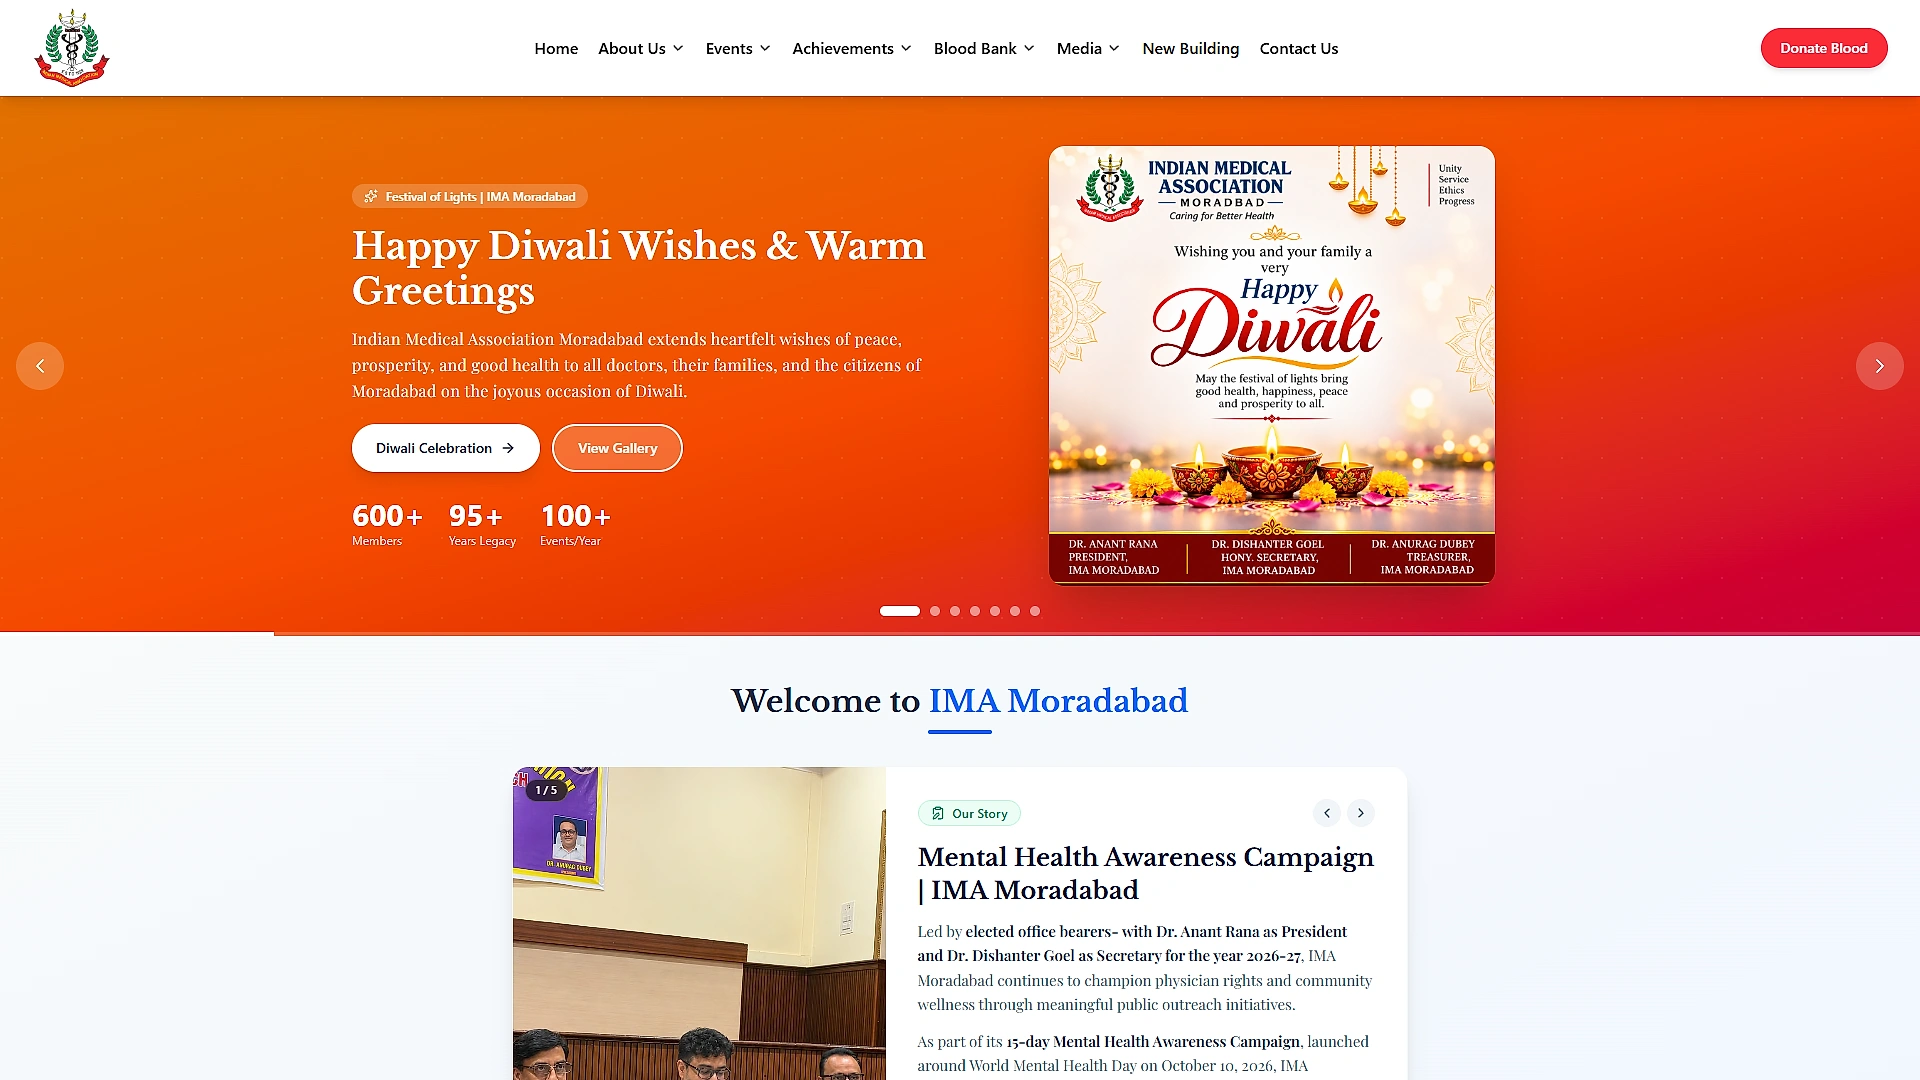 Home
About Us
Events
Achievements
Blood Bank
Media
New Building
Contact Us
Donate Blood
Festival of Lights | IMA Moradabad
Happy Diwali Wishes & Warm
Greetings
Indian Medical Association Moradabad extends heartfelt wishes of peace,
prosperity, and good health to all doctors, their families, and the citizens of
Moradabad on the joyous occasion of Diwali.
Diwali Celebration
View Gallery
600+
Members
95+
Years Legacy
100+
Events/Year
INDIAN MEDICAL
ASSOCIATION
MORADBAD
Caring for Better Health
Unity
Service
Ethics
Progress
Wishing you and your family a
very
Happy
Diwali
May the festival of lights bring
good health, happiness, peace
and prosperity to all.
DR. ANANT RANA
PRESIDENT,
IMA MORADABAD
DR. DISHANTER GOEL
HONY. SECRETARY,
IMA MORADABAD
DR. ANURAG DUBEY
TREASURER,
IMA MORADABAD
Welcome to IMA Moradabad
1 / 5
DR. ANURAG DUBEY
Our Story
Mental Health Awareness Campaign
| IMA Moradabad
Led by elected office bearers- with Dr. Anant Rana as President
and Dr. Dishanter Goel as Secretary for the year 2026-27, IMA
Moradabad continues to champion physician rights and community
wellness through meaningful public outreach initiatives.
As part of its 15-day Mental Health Awareness Campaign, launched
around World Mental Health Day on October 10, 2026, IMA